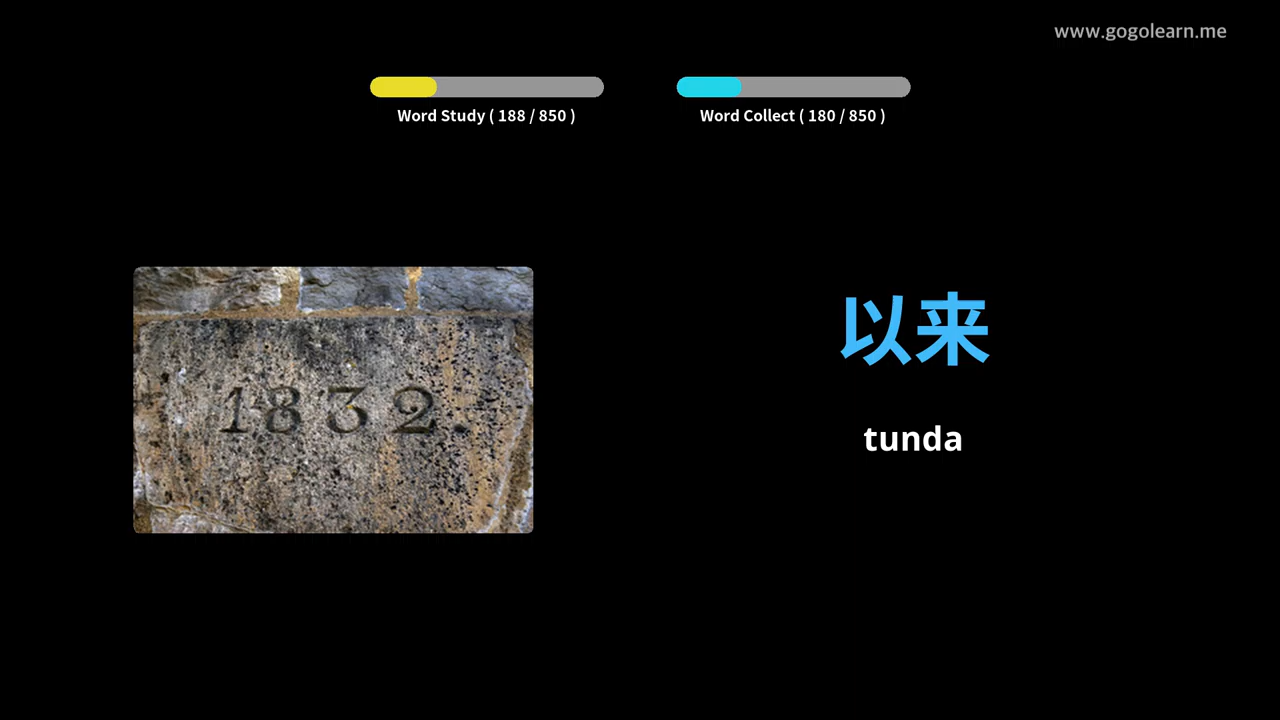 www.gogolearn.me
Word Study ( 188 / 850 )
Word Collect ( 180 / 850 )
1832.
以来
tunda